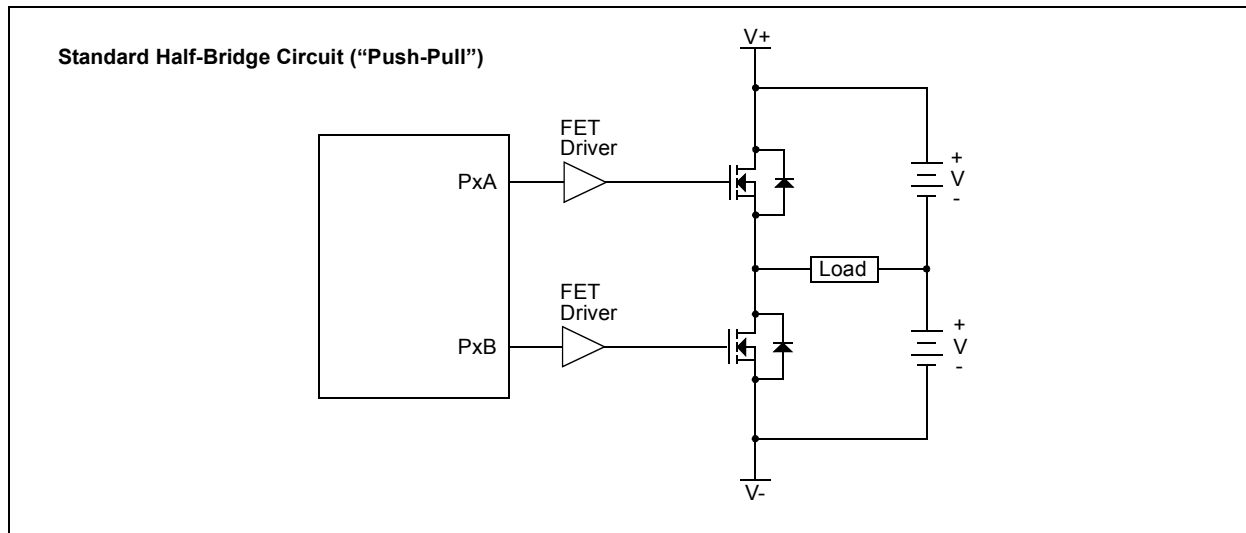 Standard Half-Bridge Circuit (“Push-Pull”)
V+
FET
Driver
PxA
+
V
-
Load
FET
Driver
PxB
+
V
-
V-